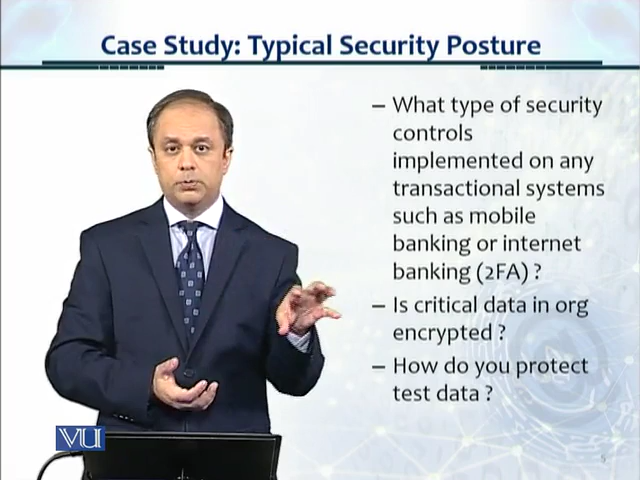 Case Study: Typical Security Posture
– What type of security
controls
implemented on any
transactional systems
such as mobile
banking or internet
banking (2FA) ?
– Is critical data in org
encrypted ?
– How do you protect
test data ?
VU
5